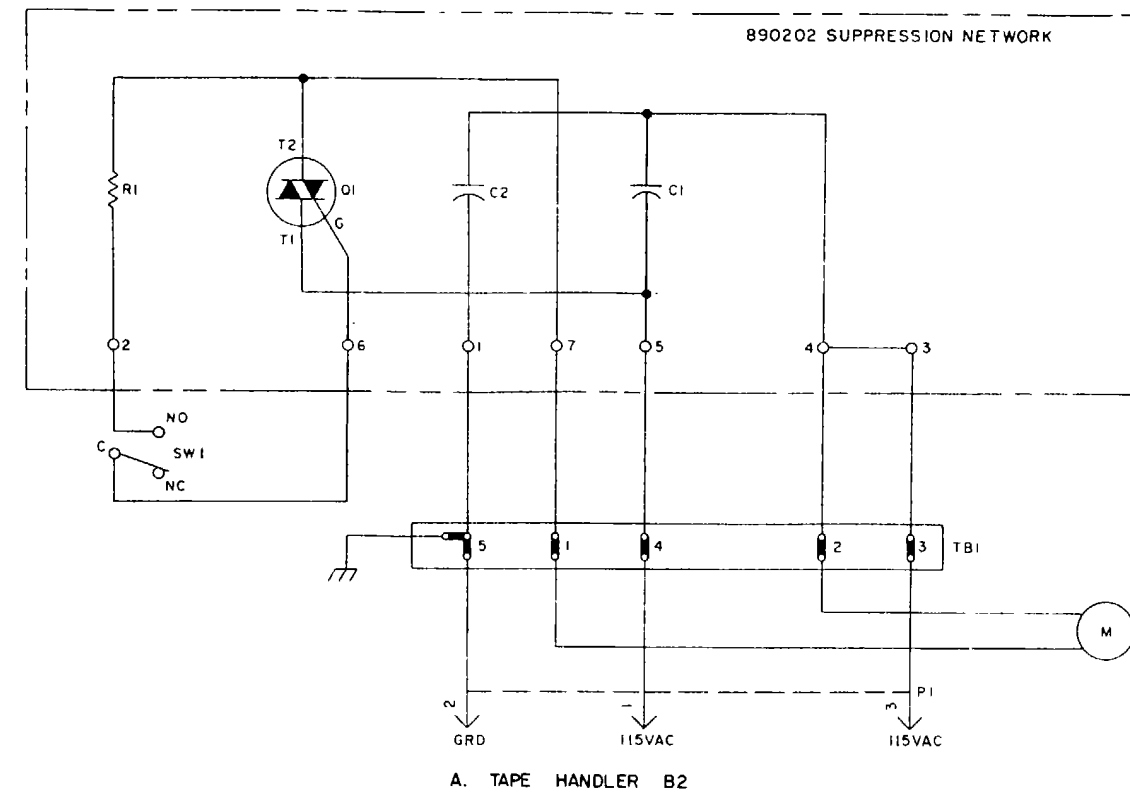 890202 SUPPRESSION NETWORK
T2
R1
Q1
C2
C1
G
T1
2
6
1
7
5
4
3
NO
C
SW1
NC
5
1
4
2
3
TB1
M
P1
2
1
3
GRD
115VAC
115VAC
A. TAPE HANDLER B2